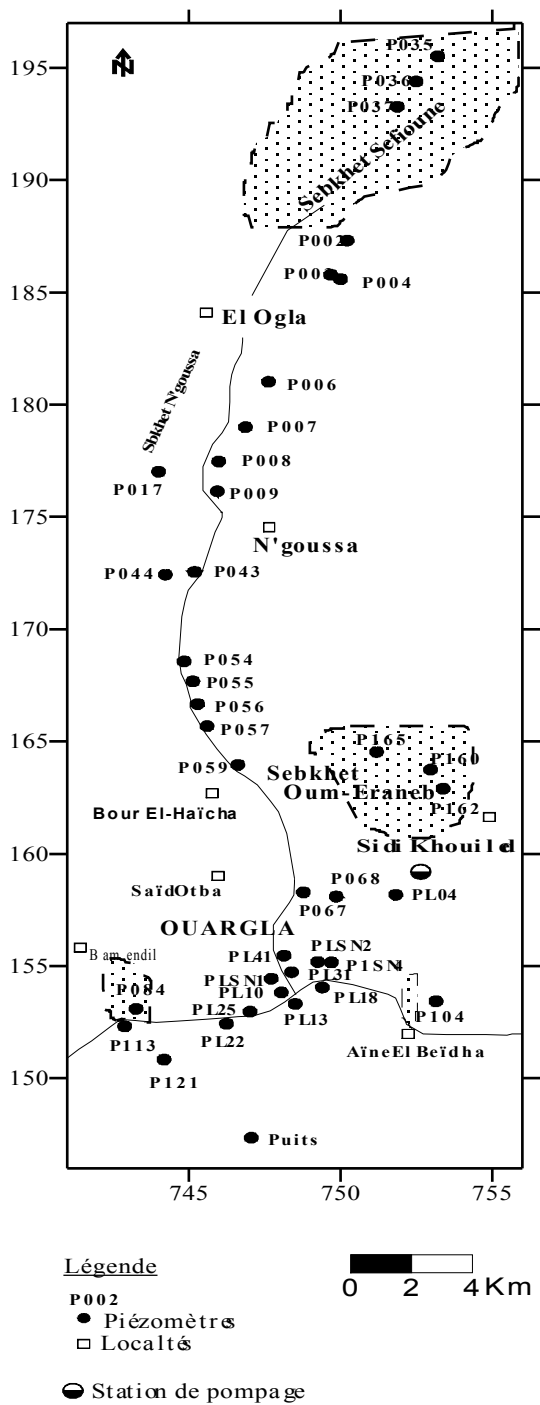 P035
195
P036
P037
Sebkhet Sefioune
190
P002
P003
P004
185
El Ogla
P006
180
Sbkhet N'goussa
P007
P008
P017
P009
175
N'goussa
P044
P043
170
P054
P055
P056
P057
165
P165
P059
P160
Sebkhet
Oum-Eraneb
P162
Bour El-Haïcha
Sidi Khouiled
160
P068
SaïdOtba
PL04
P067
OUARGLA
PL41
PLSN2
Bamendil
155
PLSN1
P1SN4
PL31
P084
PL10
PL18
PL25
P104
PL13
PL22
P113
AïneEl Beïdha
P121
150
Puits
745
750
755
Légende
P002
Piézomètres
Localtés
0 2 4 Km
Station de pompage